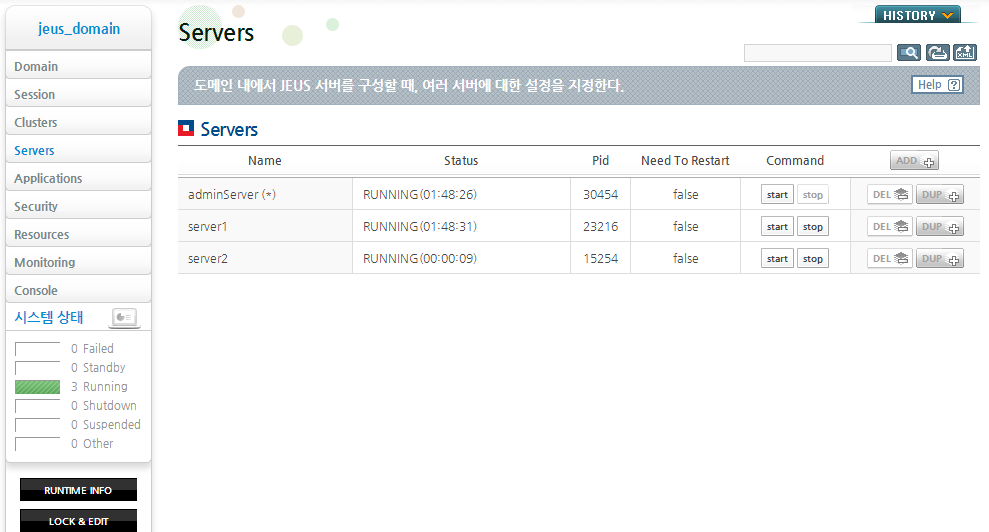 jeus_domain
Domain
Session
Clusters
Servers
Applications
Security
Resources
Monitoring
Console
시스템 상태
0 Failed
0 Standby
3 Running
0 Shutdown
0 Suspended
0 Other
RUNTIME INFO
LOCK & EDIT
HISTORY
Servers
XML
도메인 내에서 JEUS 서버를 구성할 때, 여러 서버에 대한 설정을 지정한다.
Help ?
Servers
Name Status Pid Need To Restart Command ADD
adminServer (*) RUNNING(01:48:26) 30454 false start stop DEL DUP
server1 RUNNING(01:48:31) 23216 false start stop DEL DUP
server2 RUNNING(00:00:09) 15254 false start stop DEL DUP